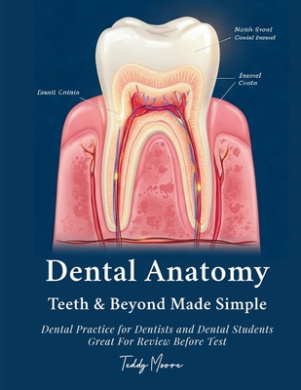 Dental Anatomy
Teeth & Beyond Made Simple
Dental Practice for Dentists and Dental Students
Great For Review Before Test
Teddy Moore